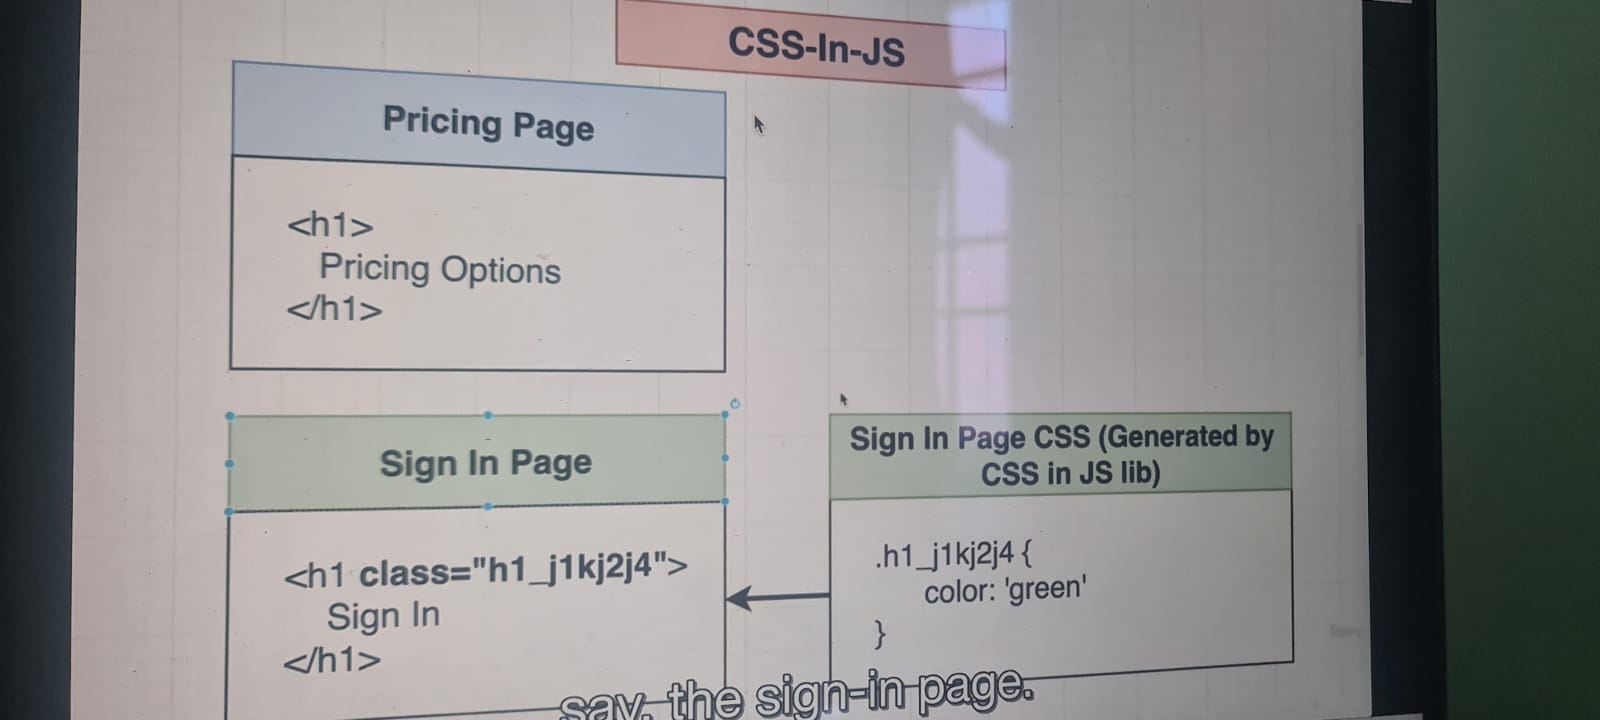 CSS-In-JS
Pricing Page
<h1>
Pricing Options
</h1>
Sign In Page
<h1 class="h1_j1kj2j4">
Sign In
</h1>
Sign In Page CSS (Generated by
CSS in JS lib)
.h1_j1kj2j4 {
color: 'green'
}
say, the sign-in page.